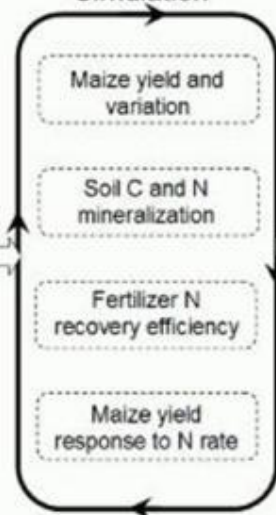 Maize yield and
variation
Soil C and N
mineralization
Fertilizer N
recovery efficiency
Maize yield
response to N rate